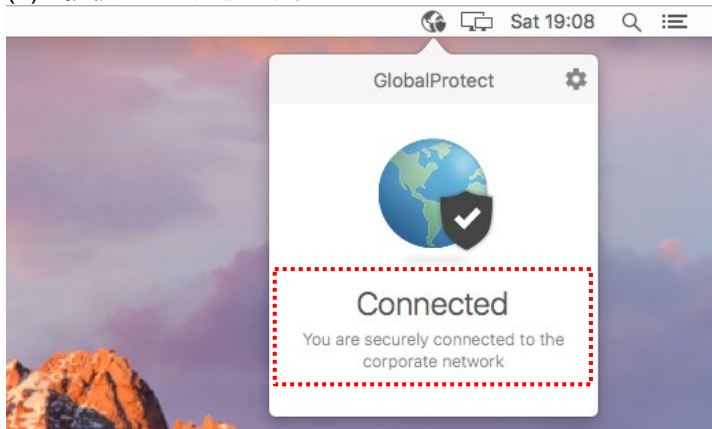 Sat 19:08
GlobalProtect
Connected
You are securely connected to the
corporate network